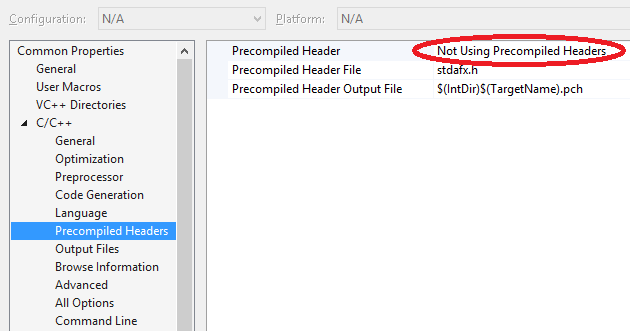 Configuration: N/A Platform: N/A
Common Properties
General
User Macros
VC++ Directories
C/C++
General
Optimization
Preprocessor
Code Generation
Language
Precompiled Headers
Output Files
Browse Information
Advanced
All Options
Command Line
Precompiled Header Not Using Precompiled Headers
Precompiled Header File stdafx.h
Precompiled Header Output File $(IntDir)$(TargetName).pch